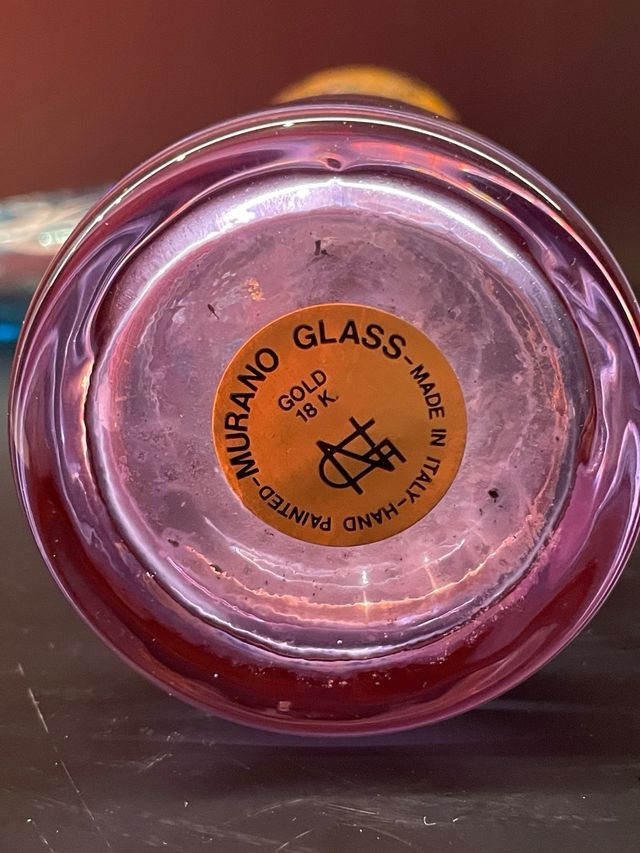 MURANO GLASS-MADE IN ITALY-HAND PAINTED-
GOLD
18 K.